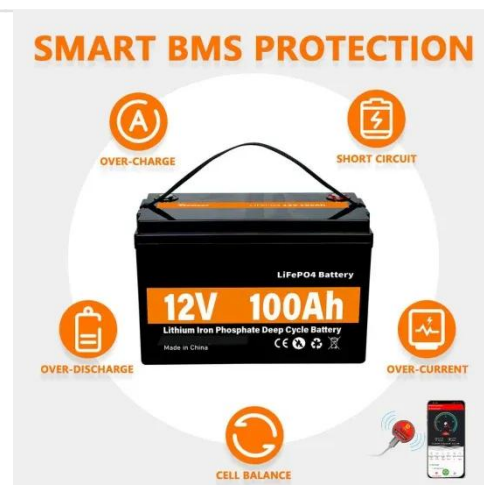 SMART BMS PROTECTION
OVER-CHARGE
SHORT CIRCUIT
LiFePO4 Battery
12V 100Ah
Lithium Iron Phosphate Deep Cycle Battery
Made in China
CE
OVER-DISCHARGE
OVER-CURRENT
CELL BALANCE